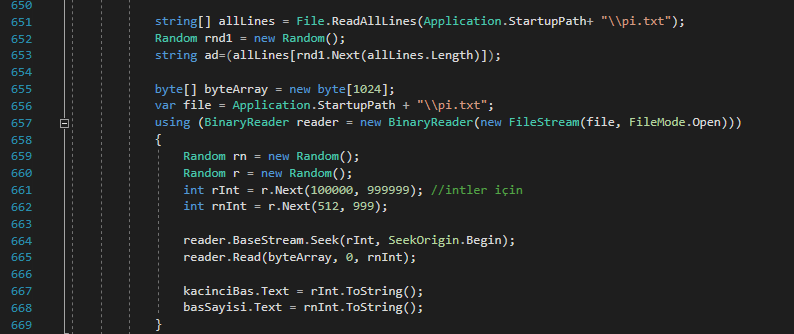 650
651 string[] allLines = File.ReadAllLines(Application.StartupPath+ "\\pi.txt");
652 Random rnd1 = new Random();
653 string ad=(allLines[rnd1.Next(allLines.Length)]);
654
655 byte[] byteArray = new byte[1024];
656 var file = Application.StartupPath + "\\pi.txt";
657 using (BinaryReader reader = new BinaryReader(new FileStream(file, FileMode.Open)))
658 {
659 Random rn = new Random();
660 Random r = new Random();
661 int rInt = r.Next(100000, 999999); //intler için
662 int rnInt = r.Next(512, 999);
663
664 reader.BaseStream.Seek(rInt, SeekOrigin.Begin);
665 reader.Read(byteArray, 0, rnInt);
666
667 kacinciBas.Text = rInt.ToString();
668 basSayisi.Text = rnInt.ToString();
669 }